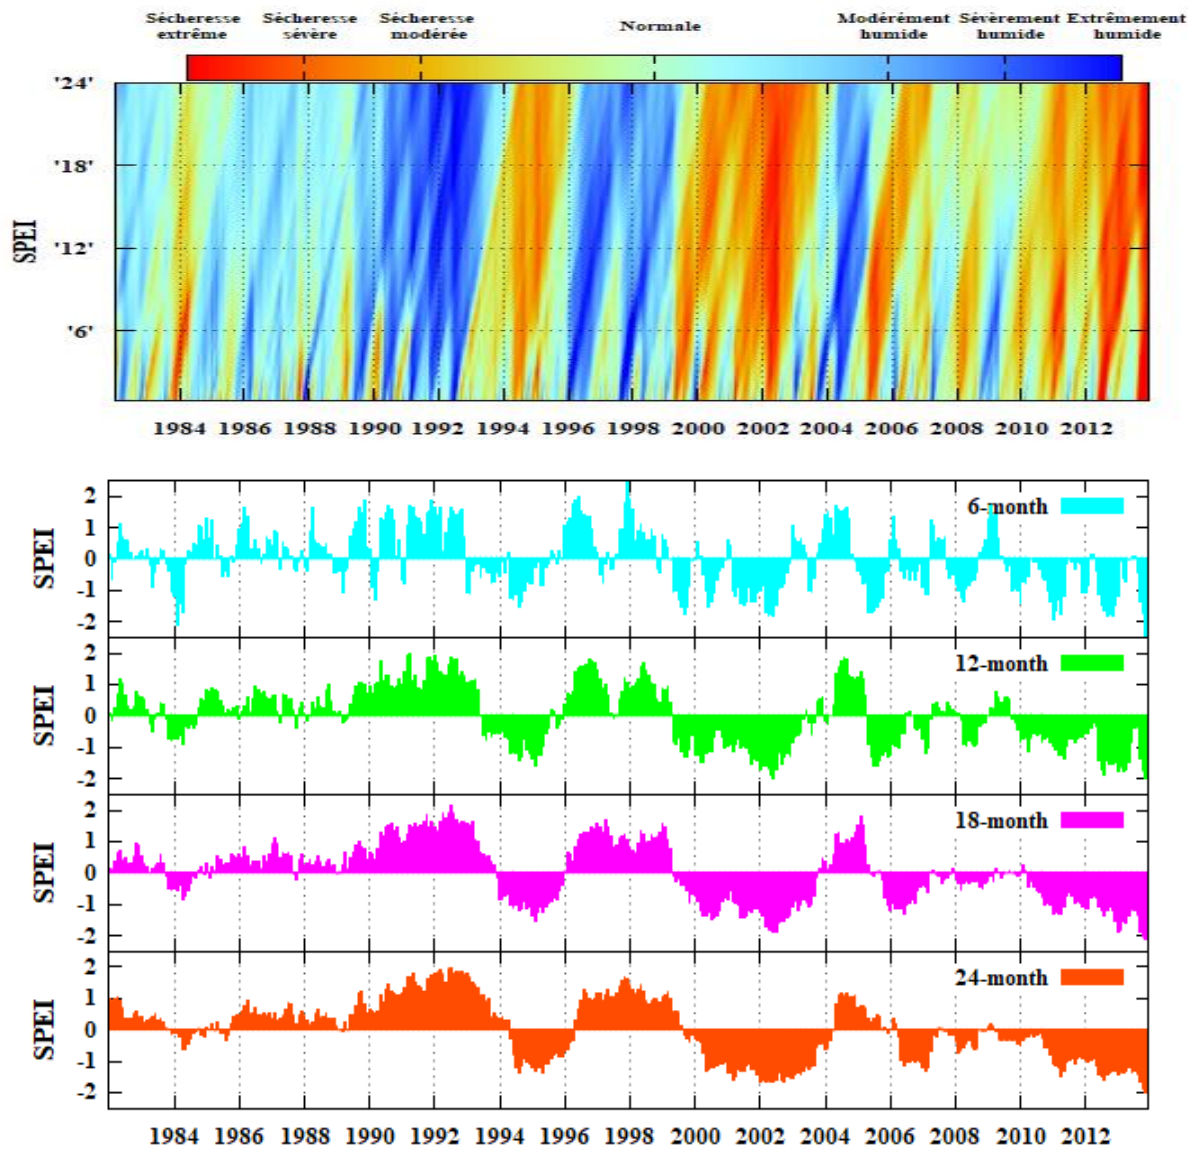 Sécheresse extrême
Sécheresse sévère
Sécheresse modérée
Normale
Modérément humide
Sévèrement humide
Extrêmement humide
SPEI
'24'
'18'
'12'
'6'
1984 1986 1988 1990 1992 1994 1996 1998 2000 2002 2004 2006 2008 2010 2012
SPEI
2
1
0
-1
-2
6-month
SPEI
2
1
0
-1
-2
12-month
SPEI
2
1
0
-1
-2
18-month
SPEI
2
1
0
-1
-2
24-month
1984 1986 1988 1990 1992 1994 1996 1998 2000 2002 2004 2006 2008 2010 2012